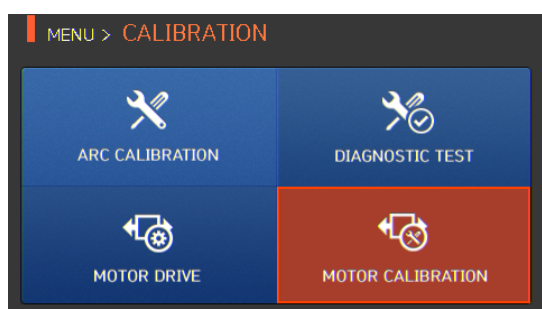 MENU > CALIBRATION
ARC CALIBRATION
DIAGNOSTIC TEST
MOTOR DRIVE
MOTOR CALIBRATION